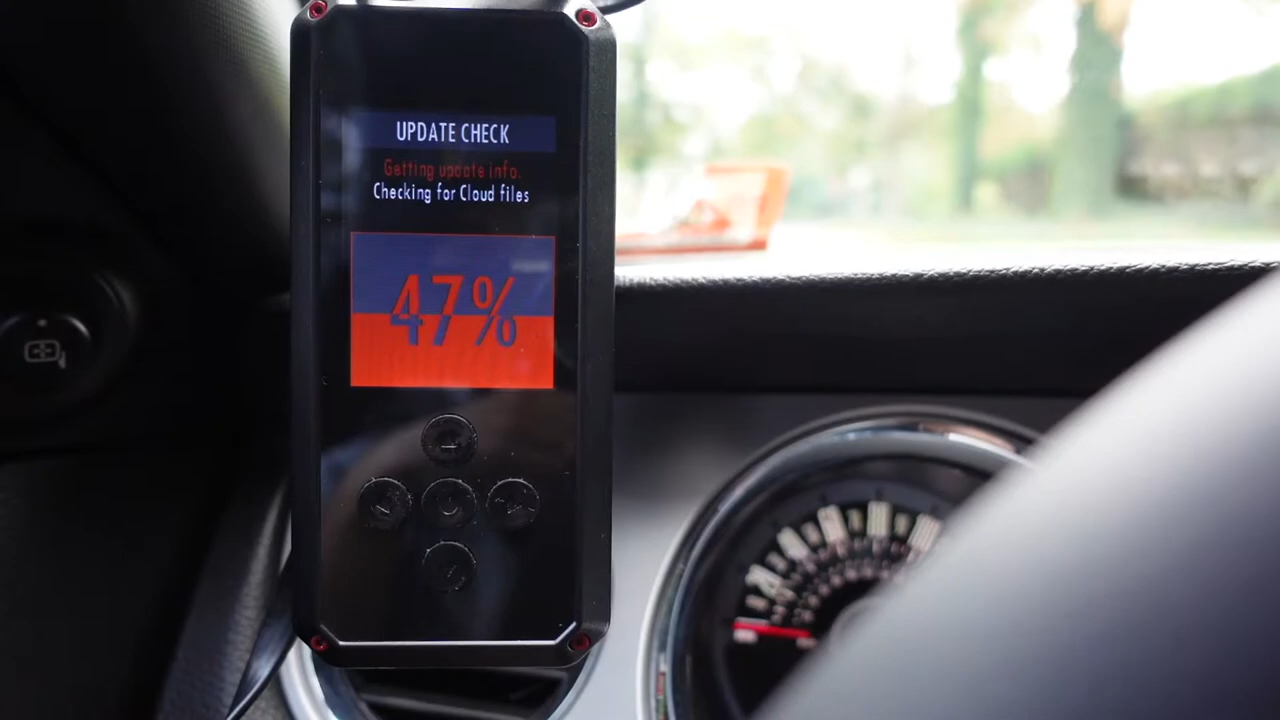 UPDATE CHECK
Getting update info.
Checking for Cloud files
47%